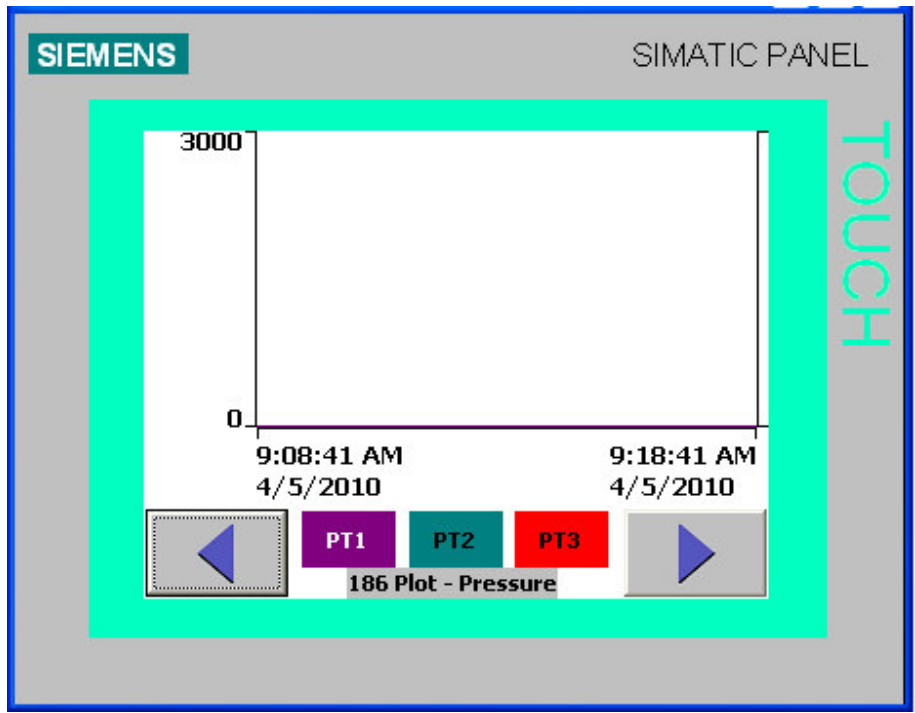 SIEMENS
SIMATIC PANEL
TOUCH
3000
0
9:08:41 AM
4/5/2010
9:18:41 AM
4/5/2010
PT1
PT2
PT3
186 Plot - Pressure